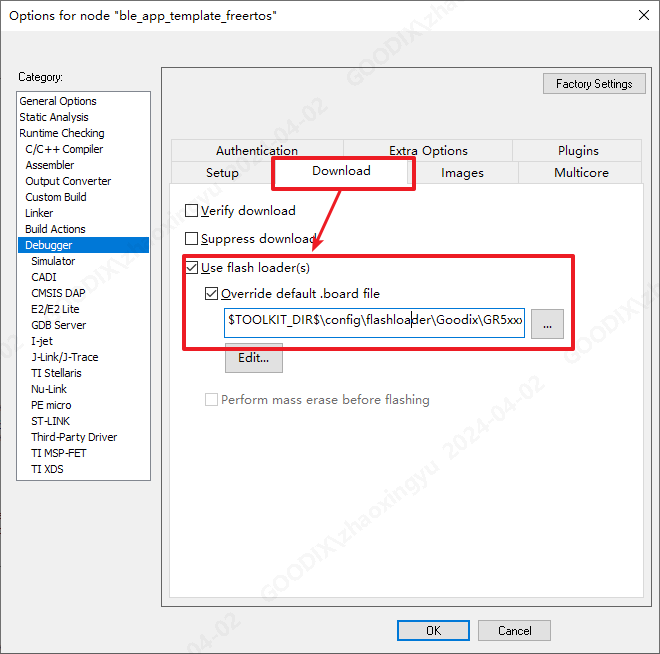 Options for node "ble_app_template_freertos"
Category:
Factory Settings
General Options
Static Analysis
Runtime Checking
C/C++ Compiler
Assembler
Output Converter
Custom Build
Linker
Build Actions
Debugger
Simulator
CADI
CMSIS DAP
E2/E2 Lite
GDB Server
I-jet
J-Link/J-Trace
TI Stellaris
Nu-Link
PE micro
ST-LINK
Third-Party Driver
TI MSP-FET
TI XDS
Authentication Extra Options Plugins
Setup Download Images Multicore
Verify download
Suppress download
Use flash loader(s)
Override default .board file
$TOOLKIT_DIR$\config\flashloader\Goodix\GR5xx
...
Edit...
Perform mass erase before flashing
OK Cancel
GOODIX\zhaoxingyu 2024-04-02